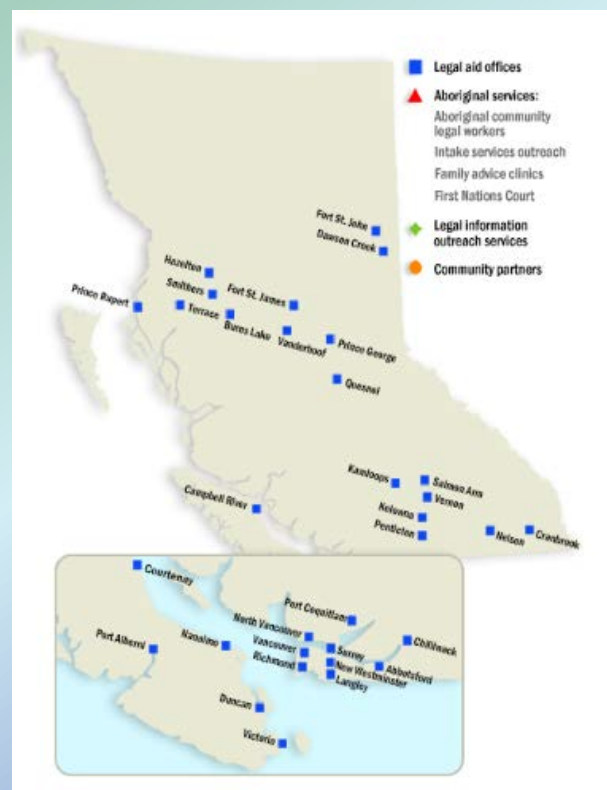 Legal aid offices
Aboriginal services:
Aboriginal community
legal workers
Intake services outreach
Family advice clinics
First Nations Court
Legal information
outreach services
Community partners
Fort St. John
Dawson Creek
Hazelton
Smithers
Fort St. James
Prince Rupert
Terrace
Burns Lake
Vanderhoof
Prince George
Quesnel
Kamloops
Salmon Arm
Vernon
Kelowna
Penticton
Nelson
Cranbrook
Campbell River
Courtenay
Port Coquitlam
North Vancouver
Port Alberni
Nanaimo
Vancouver
Surrey
Chilliwack
Richmond
New Westminster
Abbotsford
Langley
Duncan
Victoria